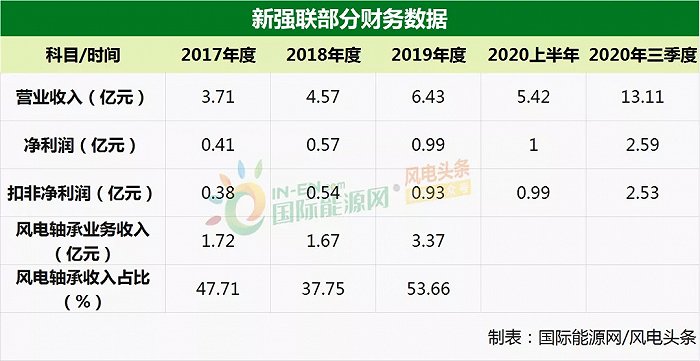 新强联部分财务数据
科目/时间 2017年度 2018年度 2019年度 2020上半年 2020年三季度
营业收入（亿元） 3.71 4.57 6.43 5.42 13.11
净利润（亿元） 0.41 0.57 0.99 1 2.59
扣非净利润（亿元） 0.38 0.54 0.93 0.99 2.53
风电轴承业务收入
（亿元） 1.72 1.67 3.37
风电轴承收入占比
（%） 47.71 37.75 53.66
IN-EN.com
国际能源网
风电头条
制表：国际能源网/风电头条